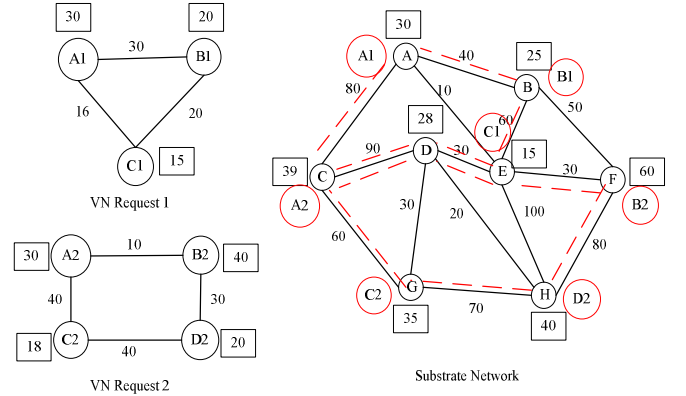 30
20
A1
30
B1
16
20
C1
15
VN Request 1
30
A2
10
B2
40
40
30
18
C2
40
D2
20
VN Request 2
30
A1
A
40
25
B
B1
80
10
60
50
28
C1
90
D
30
15
E
30
39
C
F
60
A2
B2
30
20
100
60
80
C2
G
70
H
D2
35
40
Substrate Network